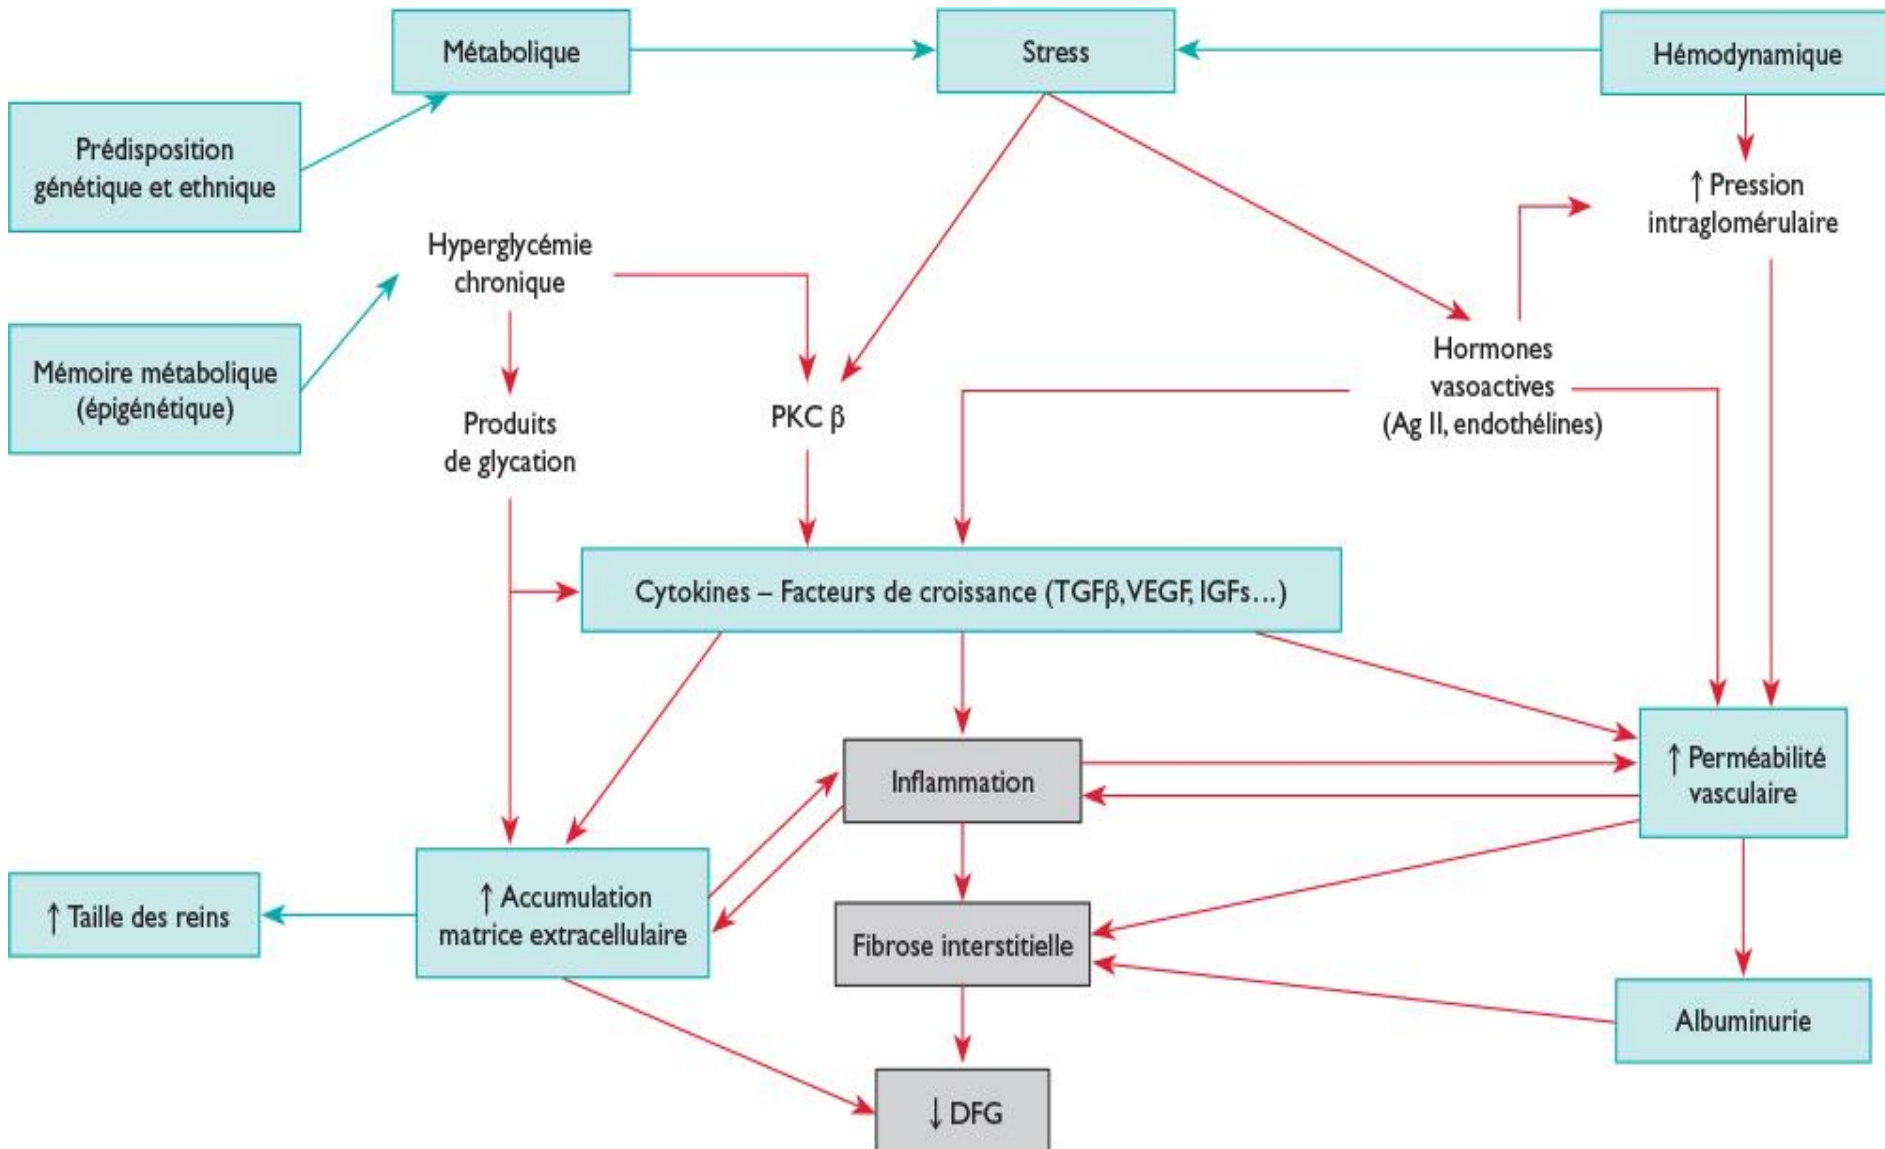 Métabolique
Stress
Hémodynamique
Prédisposition
génétique et ethnique
↑ Pression
intraglomérulaire
Hyperglycémie
chronique
Mémoire métabolique
(épigénétique)
Hormones
vasoactives
(Ag II, endothélines)
Produits
de glycation
PKC β
Cytokines – Facteurs de croissance (TGFβ, VEGF, IGFs…)
Inflammation
↑ Perméabilité
vasculaire
↑ Taille des reins
↑ Accumulation
matrice extracellulaire
Fibrose interstitielle
Albuminurie
↓ DFG